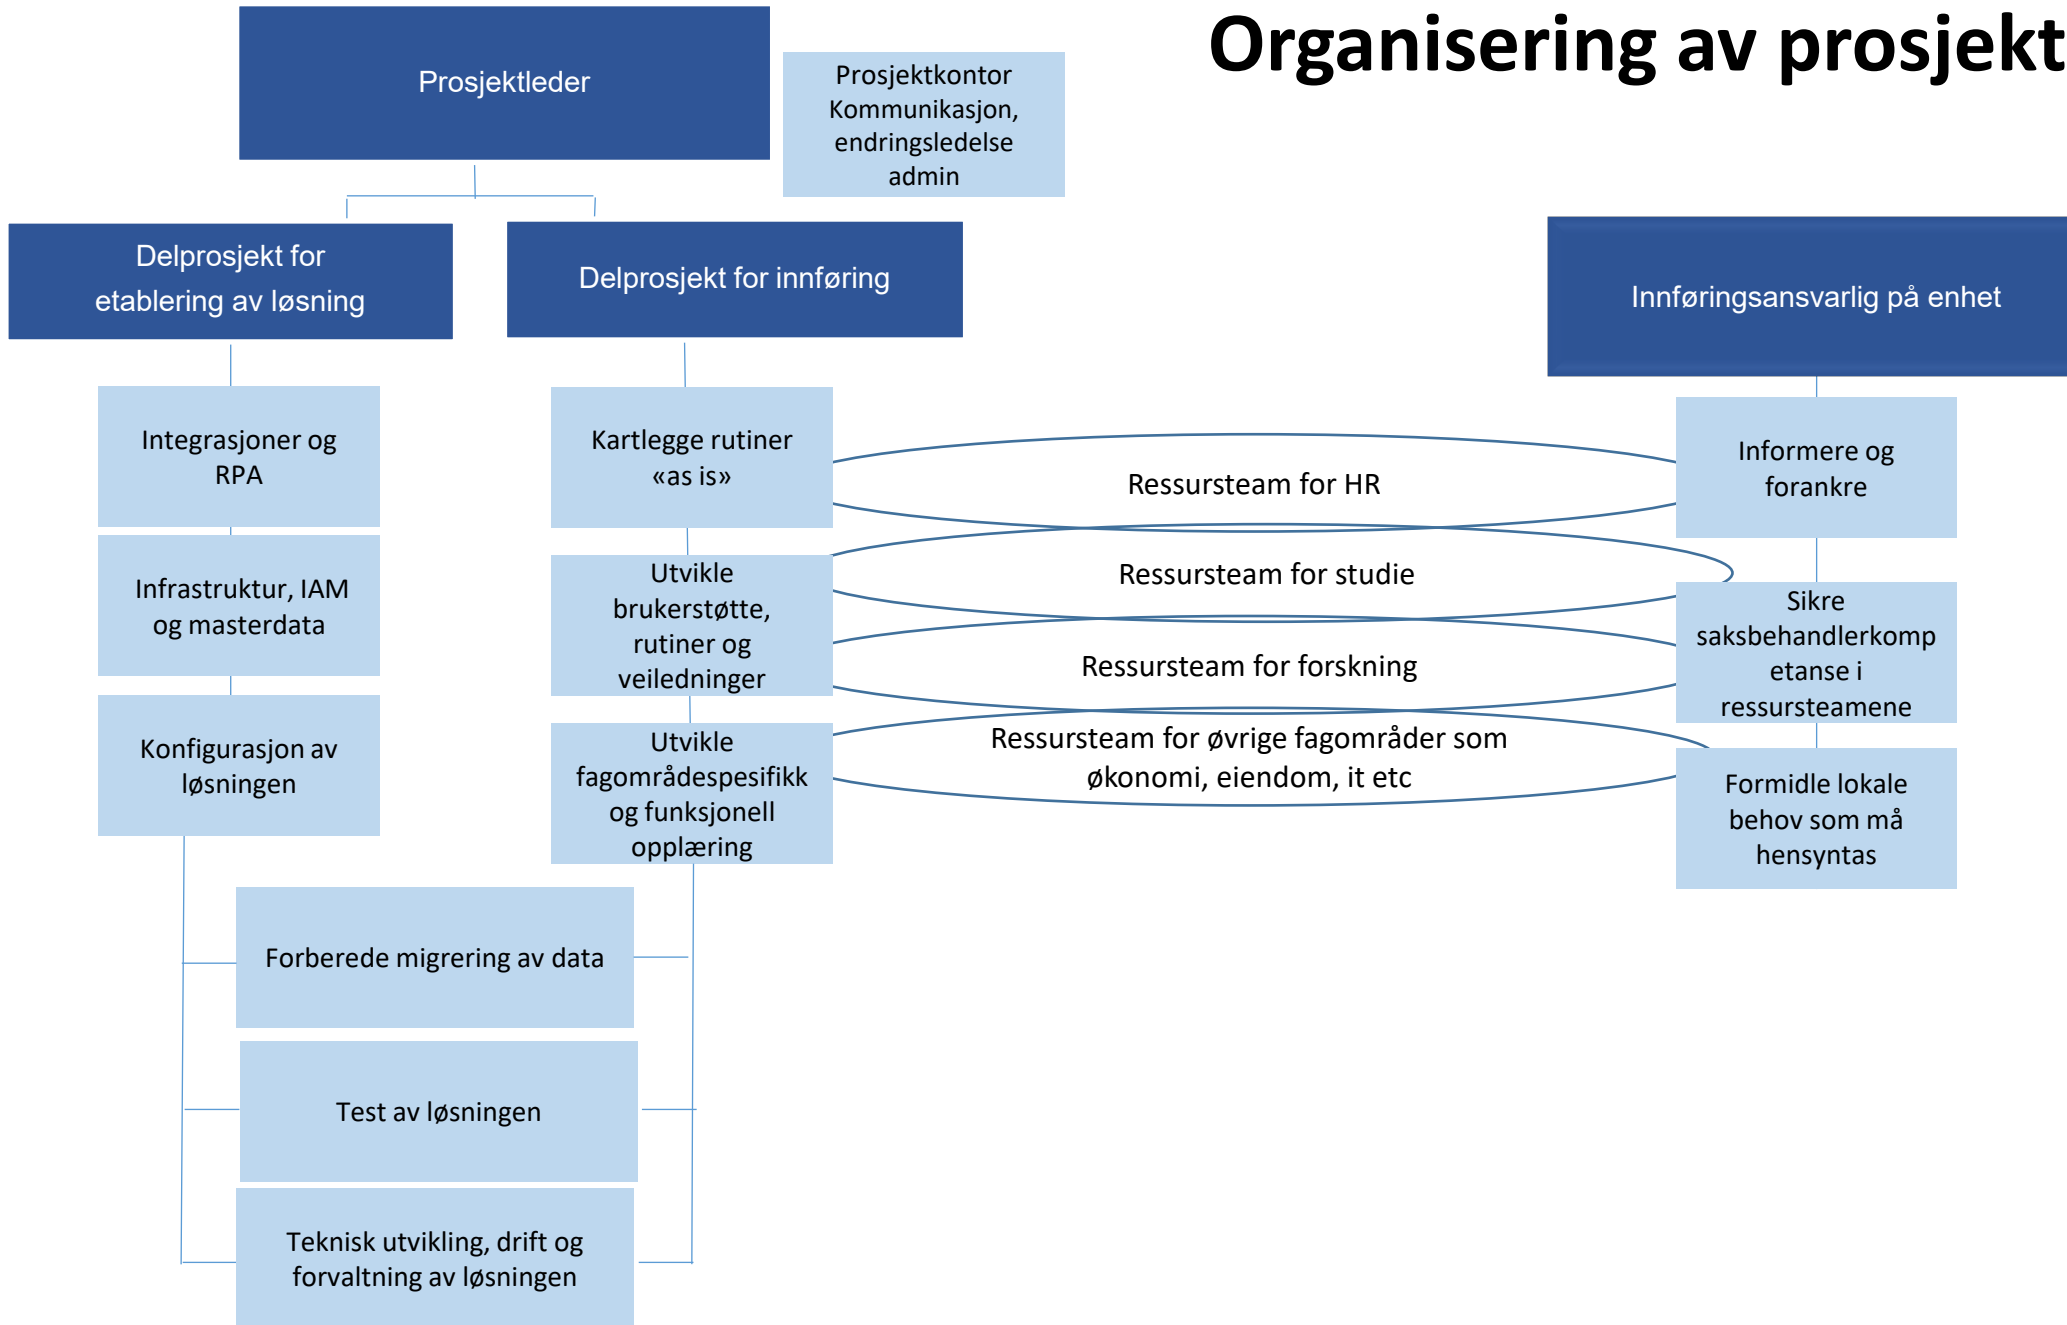 Organisering av prosjekt
Prosjektleder
Prosjektkontor
Kommunikasjon,
endringsledelse
admin
Delprosjekt for
etablering av løsning
Delprosjekt for innføring
Innføringsansvarlig på enhet
Integrasjoner og
RPA
Infrastruktur, IAM
og masterdata
Konfigurasjon av
løsningen
Kartlegge rutiner
«as is»
Utvikle
brukerstøtte,
rutiner og
veiledninger
Utvikle
fagområdespesifikk
og funksjonell
opplæring
Ressursteam for HR
Ressursteam for studie
Ressursteam for forskning
Ressursteam for øvrige fagområder som
økonomi, eiendom, it etc
Informere og
forankre
Sikre
saksbehandlerkomp
etanse i
ressursteamene
Formidle lokale
behov som må
hensyntas
Forberede migrering av data
Test av løsningen
Teknisk utvikling, drift og
forvaltning av løsningen